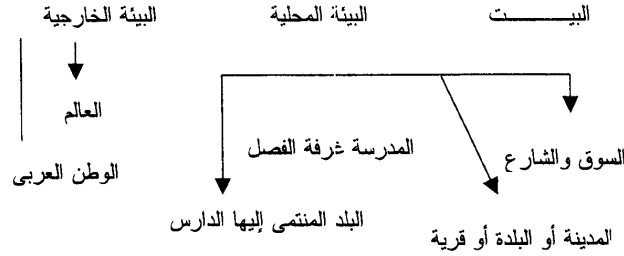 البيـــــــت البيئة المحلية البيئة الخارجية
العالم
المدرسة غرفة الفصل
السوق والشارع
الوطن العربى
البلد المنتمى إليها الدارس
المدينة أو البلدة أو قرية